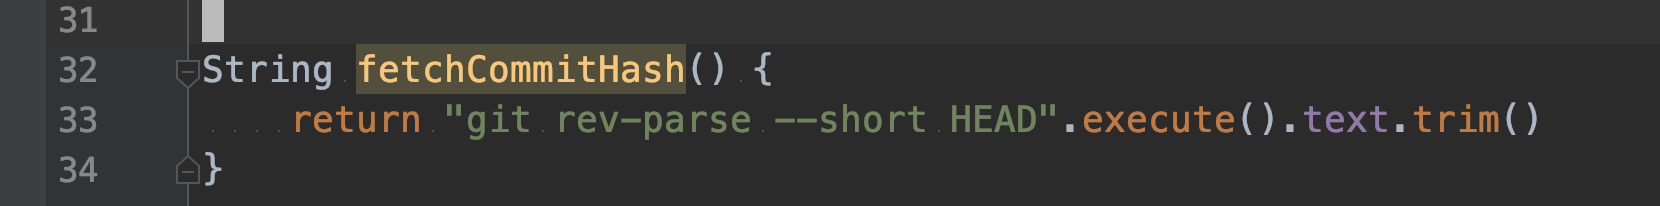 31
32 String fetchCommitHash() {
33     return "git rev-parse --short HEAD".execute().text.trim()
34 }